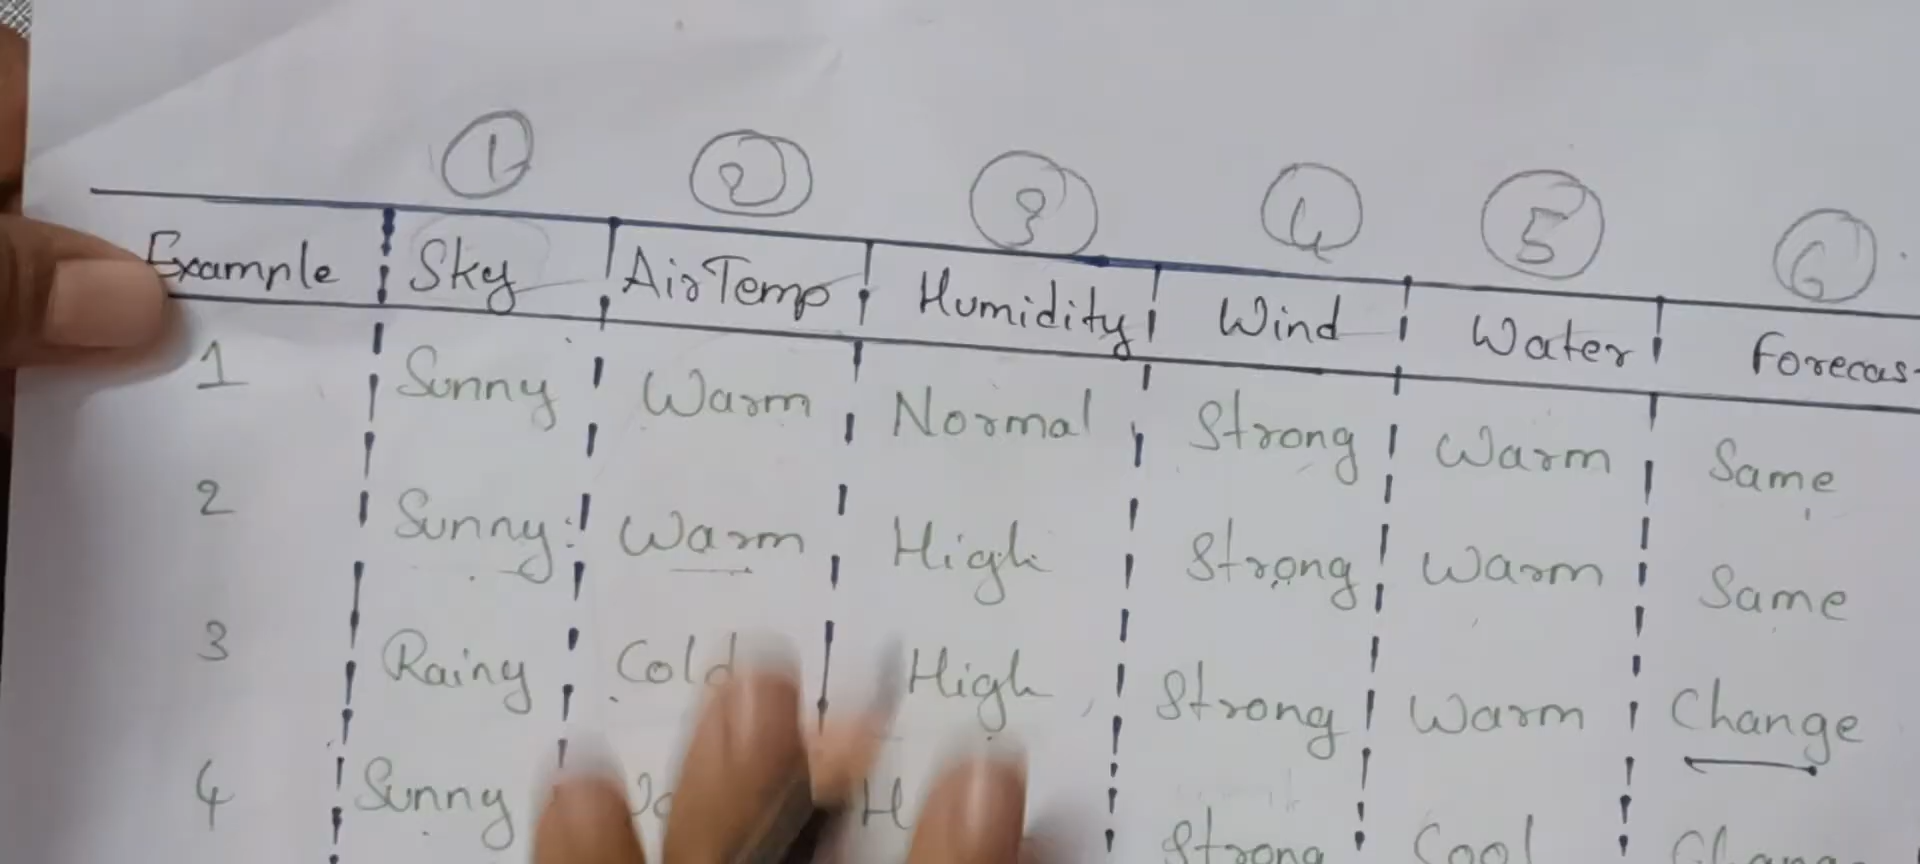 1 2 3 4 5 6
Example Sky AirTemp Humidity Wind Water Forecas
1 Sunny Warm Normal Strong Warm Same
2 Sunny Warm High Strong Warm Same
3 Rainy Cold High Strong Warm Change
4 Sunny H Strong Cool